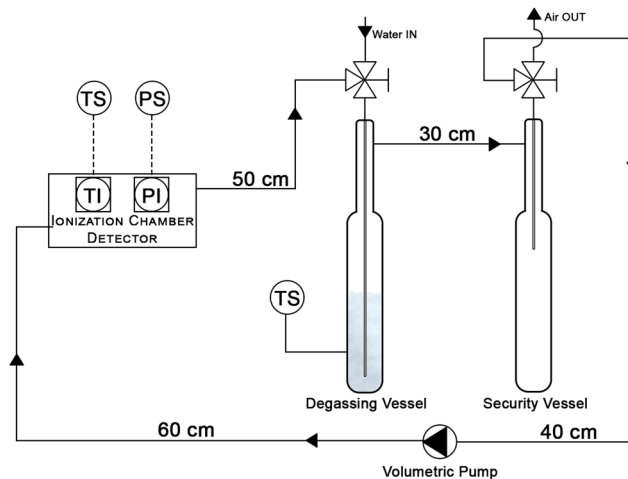 Water IN
Air OUT
TS
PS
30 cm
50 cm
TI
PI
IONIZATION CHAMBER
DETECTOR
TS
Degassing Vessel
Security Vessel
60 cm
40 cm
Volumetric Pump